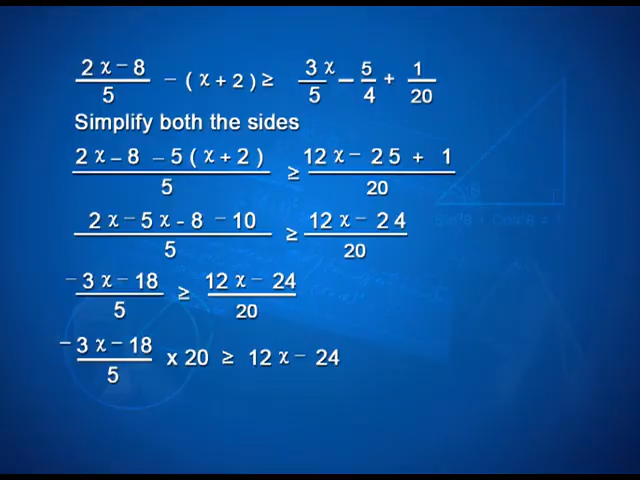 (2x − 8)/5 − ( x + 2 ) ≥ 3x/5 − 5/4 + 1/20
Simplify both the sides
(2x − 8 − 5 ( x + 2 ))/5 ≥ (12x − 25 + 1)/20
(2x − 5x - 8 − 10)/5 ≥ (12x − 24)/20
(−3x − 18)/5 ≥ (12x − 24)/20
(−3x − 18)/5 x 20 ≥ 12x − 24